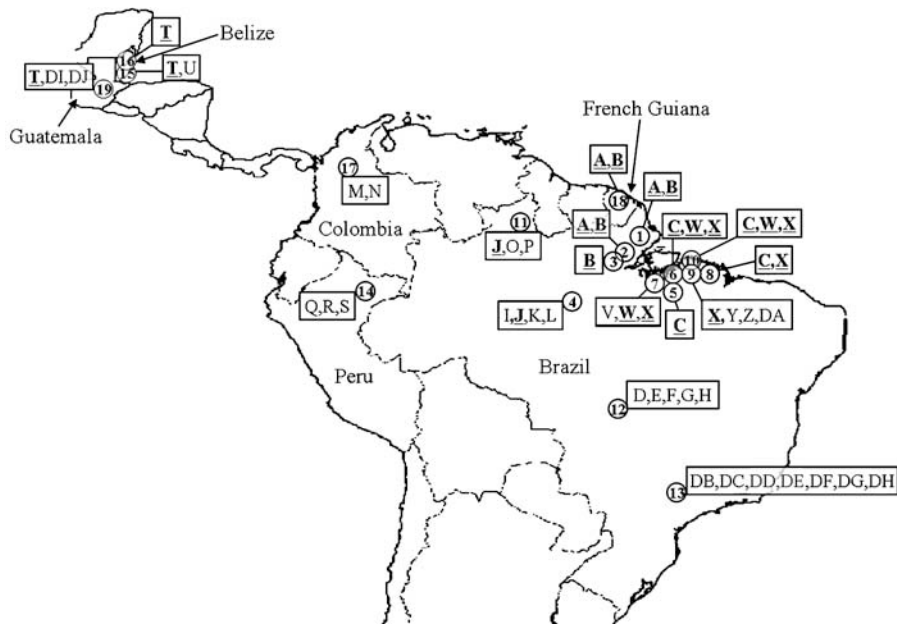 T
Belize
16
T,U
15
T,DI,DJ
19
Guatemala
French Guiana
A,B
A,B
17
M,N
18
C,W,X
C,W,X
Colombia
11
A,B
1
J,O,P
2
B
3
10
C,X
6
9
8
7
14
Q,R,S
4
5
I,J,K,L
V,W,X
X,Y,Z,DA
C
Peru
Brazil
D,E,F,G,H
12
DB,DC,DD,DE,DF,DG,DH
13